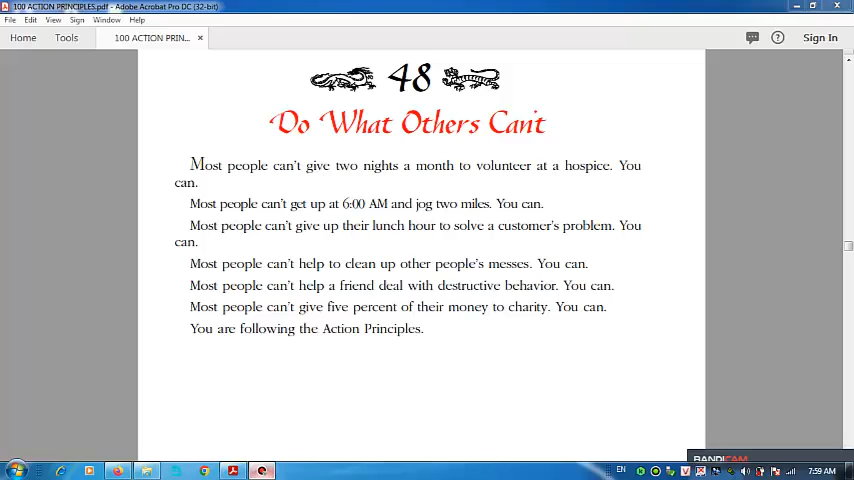 100 ACTION PRINCIPLES.pdf - Adobe Acrobat Pro DC (32-bit)
File Edit View Sign Window Help
Home Tools 100 ACTION PRIN... × Sign In
48
Do What Others Can't
Most people can't give two nights a month to volunteer at a hospice. You
can.
Most people can't get up at 6:00 AM and jog two miles. You can.
Most people can't give up their lunch hour to solve a customer's problem. You
can.
Most people can't help to clean up other people's messes. You can.
Most people can't help a friend deal with destructive behavior. You can.
Most people can't give five percent of their money to charity. You can.
You are following the Action Principles.
BANDICAM
EN 7:59 AM